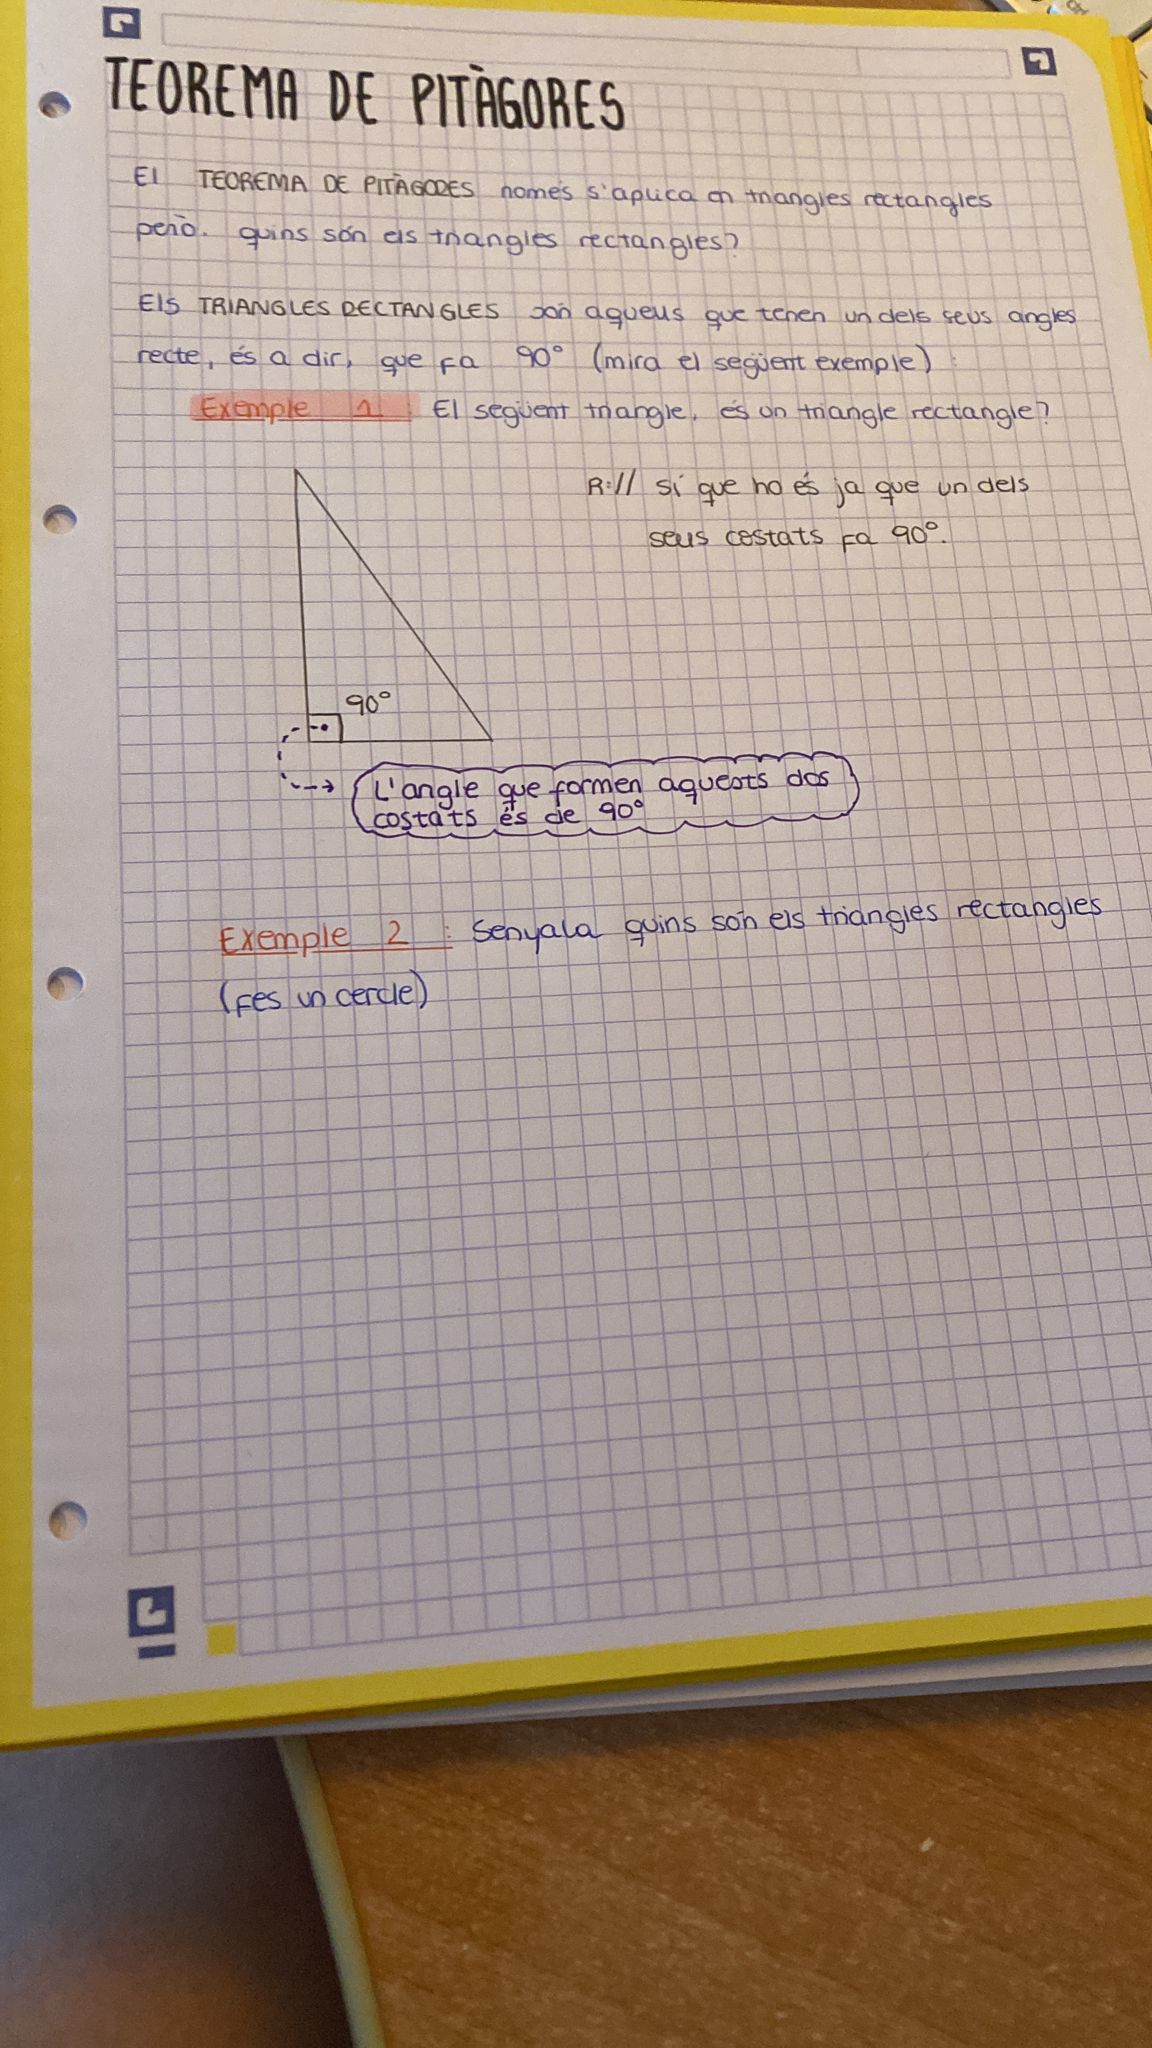 TEOREMA DE PITÀGORES
El TEOREMA DE PITÀGORES només s'aplica en triangles rectangles
però. quins són els triangles rectangles?
Els TRIANGLES RECTANGLES són aquells que tenen un dels seus angles
recte, és a dir, que fa 90° (mira el següent exemple):
Exemple 1: El següent triangle, és un triangle rectangle?
R:// sí que ho és ja que un dels
seus costats fa 90°.
90°
L'angle que formen aquests dos
costats és de 90°
Exemple 2: Senyala quins són els triangles rectangles
(fes un cercle)